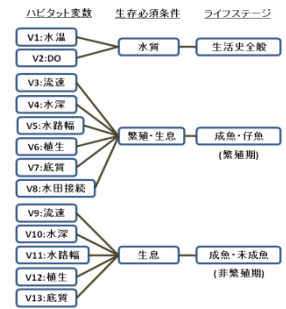 ハビタット変数 生存必須条件 ライフステージ
V1:水温
V2:DO
水質 生活史全般
V3:流速
V4:水深
V5:水路幅
V6:植生
V7:底質
V8:水田接続
繁殖・生息 成魚・仔魚
(繁殖期)
V9:流速
V10:水深
V11:水路幅
V12:植生
V13:底質
生息 成魚・未成魚
(非繁殖期)